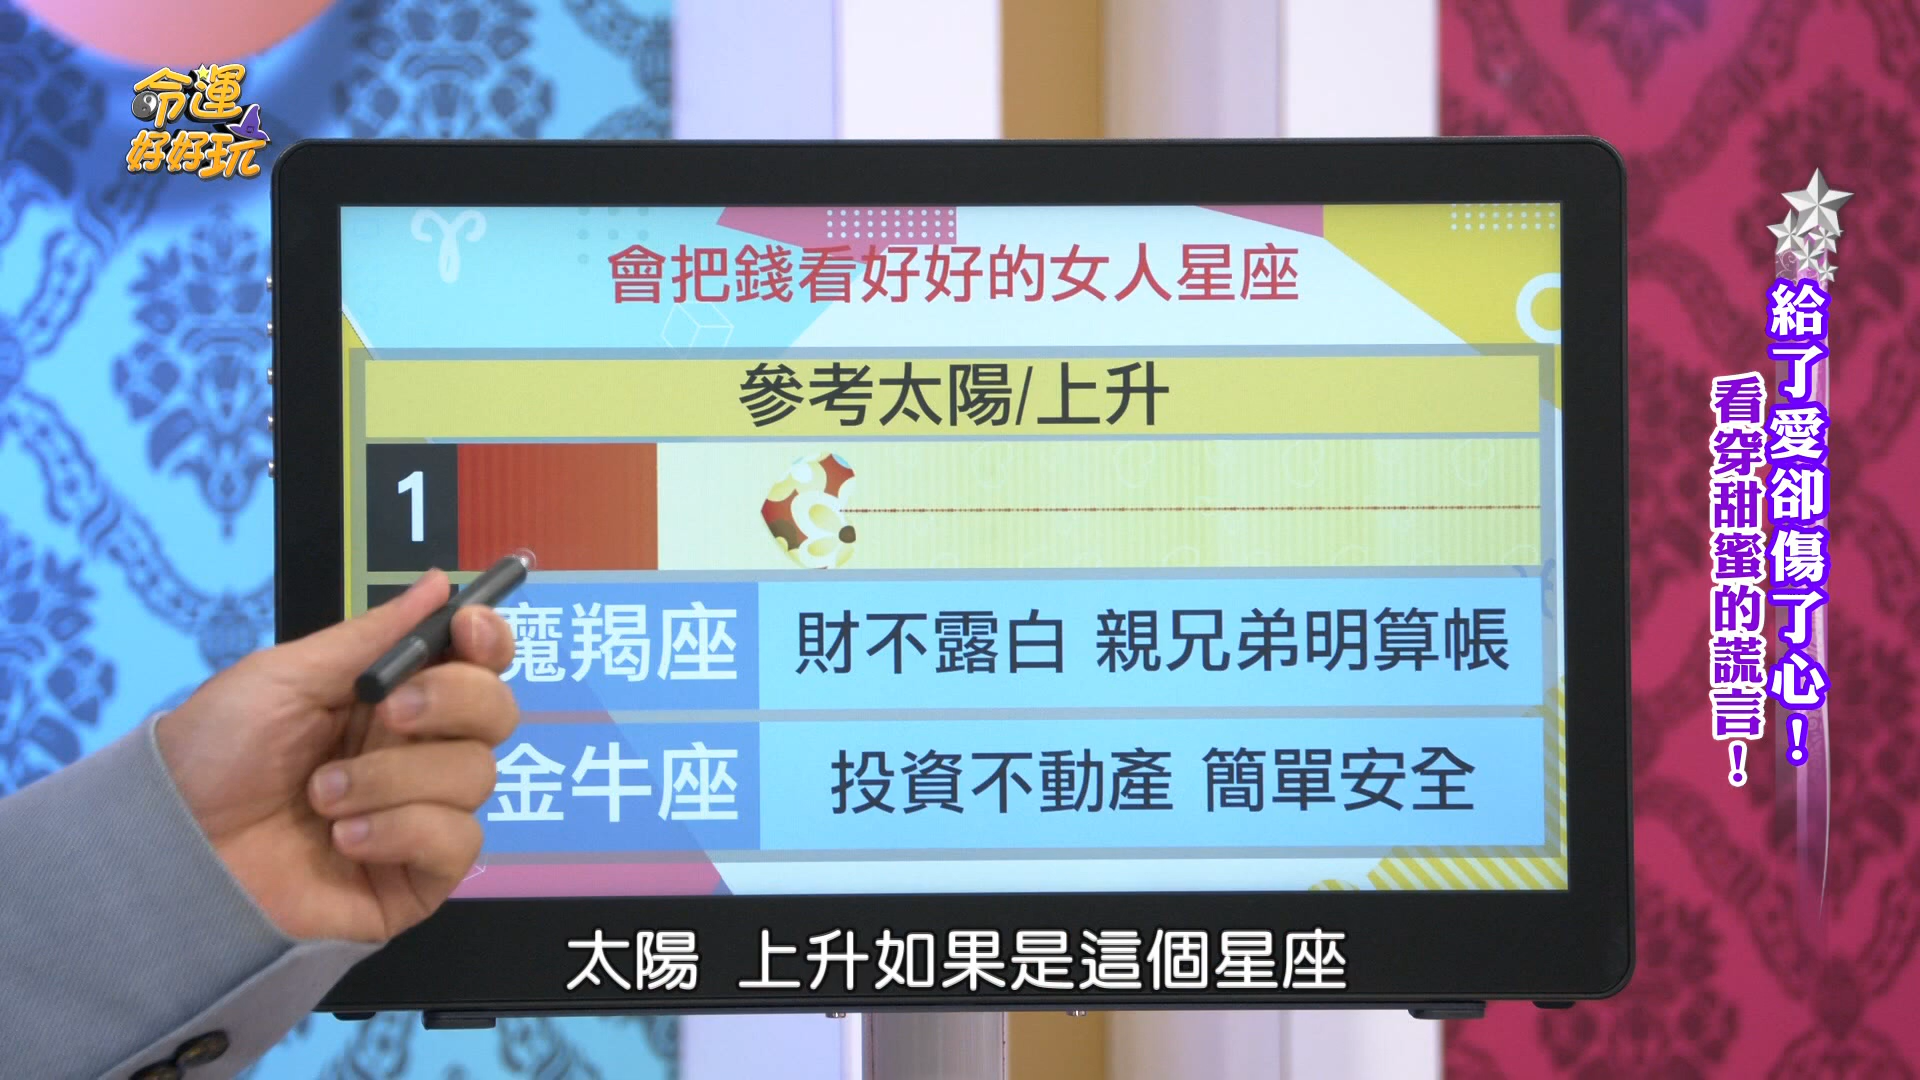 命運
好好玩
會把錢看好好的女人星座
參考太陽/上升
1
魔羯座 財不露白 親兄弟明算帳
金牛座 投資不動產 簡單安全
給了愛卻傷了心!
看穿甜蜜的謊言!
太陽 上升如果是這個星座